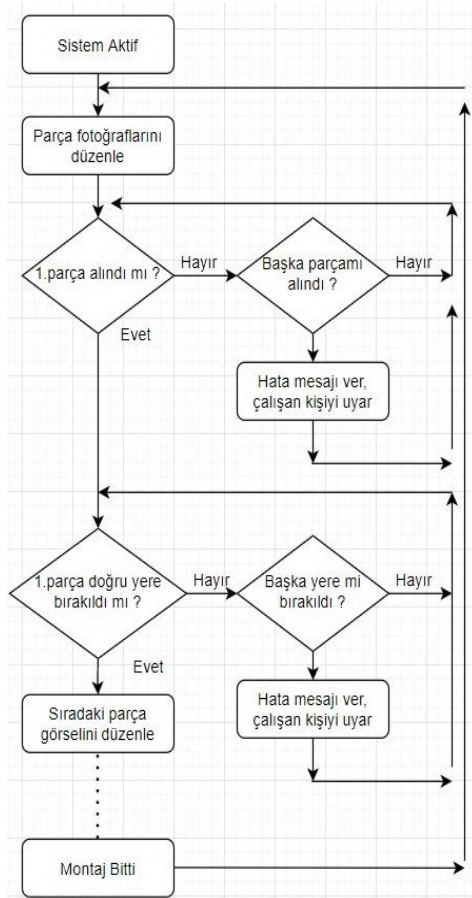 Sistem Aktif
Parça fotoğraflarını
düzenle
1.parça alındı mı ?
Hayır
Başka parçamı
alındı ?
Hayır
Evet
Hata mesajı ver,
çalışan kişiyi uyar
1.parça doğru yere
bırakıldı mı ?
Hayır
Başka yere mi
bırakıldı ?
Hayır
Evet
Sıradaki parça
görselini düzenle
Hata mesajı ver,
çalışan kişiyi uyar
Montaj Bitti